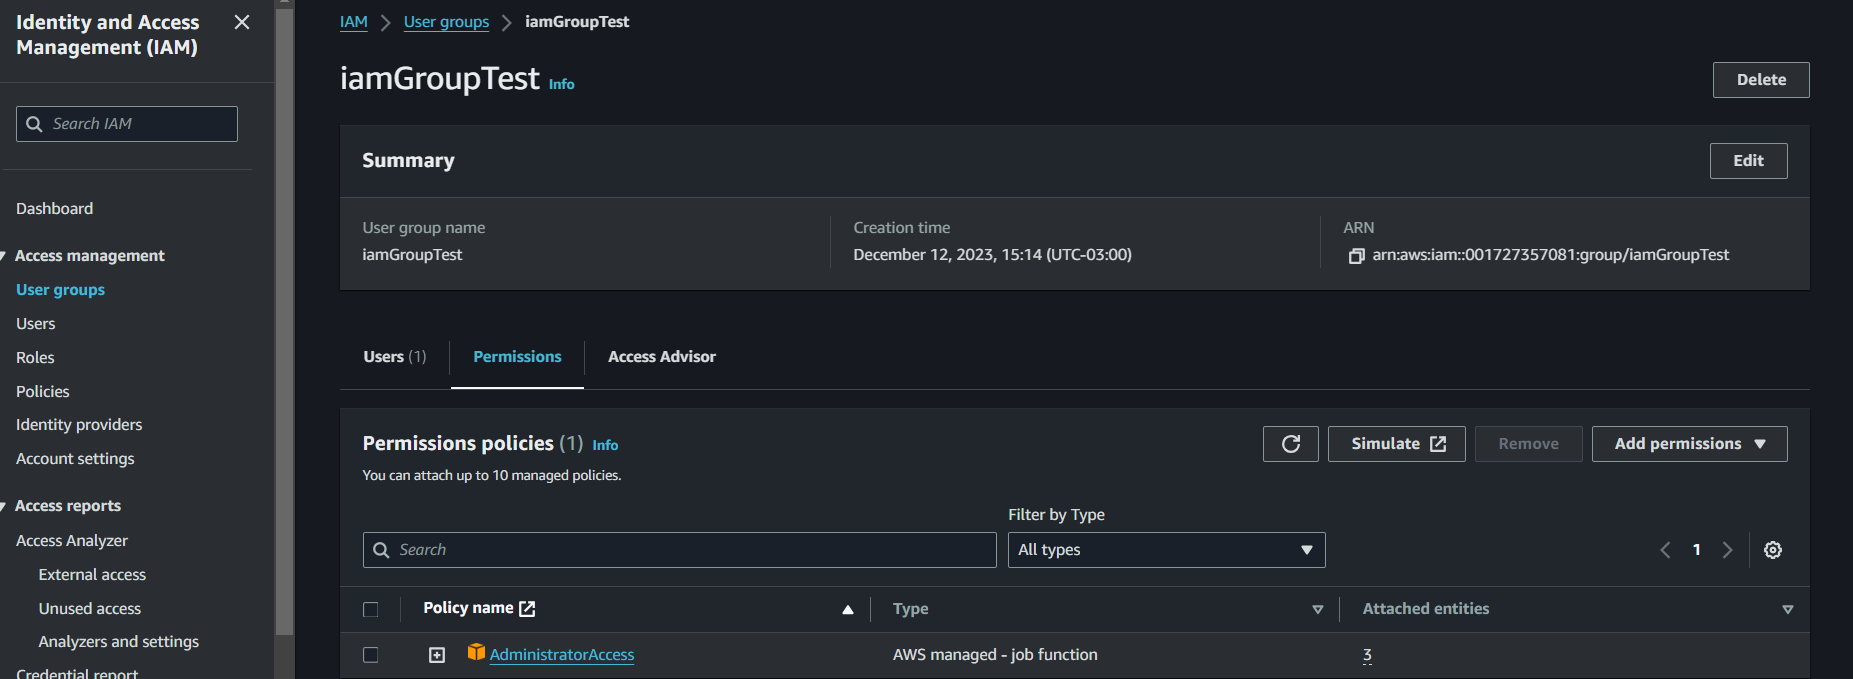 Identity and Access
Management (IAM)
Search IAM
Dashboard
Access management
User groups
Users
Roles
Policies
Identity providers
Account settings
Access reports
Access Analyzer
External access
Unused access
Analyzers and settings
Credential report
IAM
User groups
iamGroupTest
iamGroupTest Info
Delete
Summary
Edit
User group name
iamGroupTest
Creation time
December 12, 2023, 15:14 (UTC-03:00)
ARN
arn:aws:iam::001727357081:group/iamGroupTest
Users (1)
Permissions
Access Advisor
Permissions policies (1) Info
You can attach up to 10 managed policies.
Simulate
Remove
Add permissions
Filter by Type
Search
All types
1
Policy name
Type
Attached entities
AdministratorAccess
AWS managed - job function
3